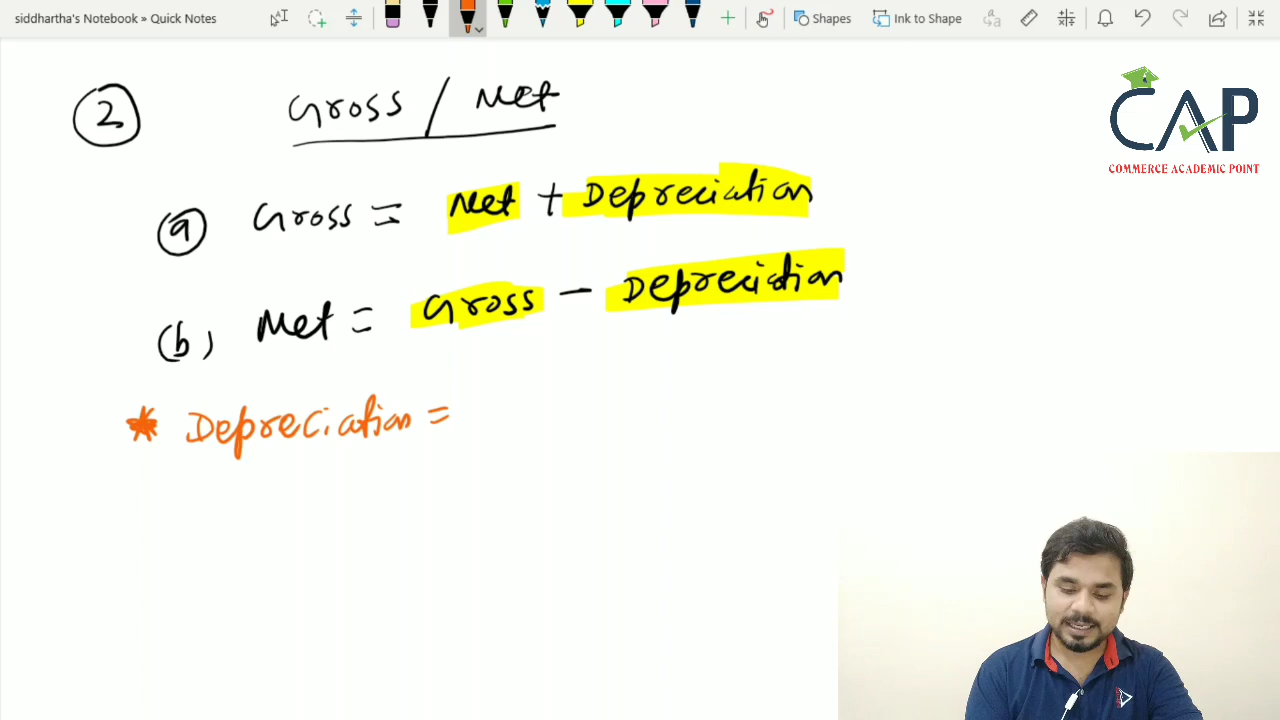 siddhartha's Notebook » Quick Notes
Shapes
Ink to Shape
CAP
COMMERCE ACADEMIC POINT
2 Gross / Net
(a) Gross = Net + Depreciation
(b) Net = Gross - Depreciation
* Depreciation =